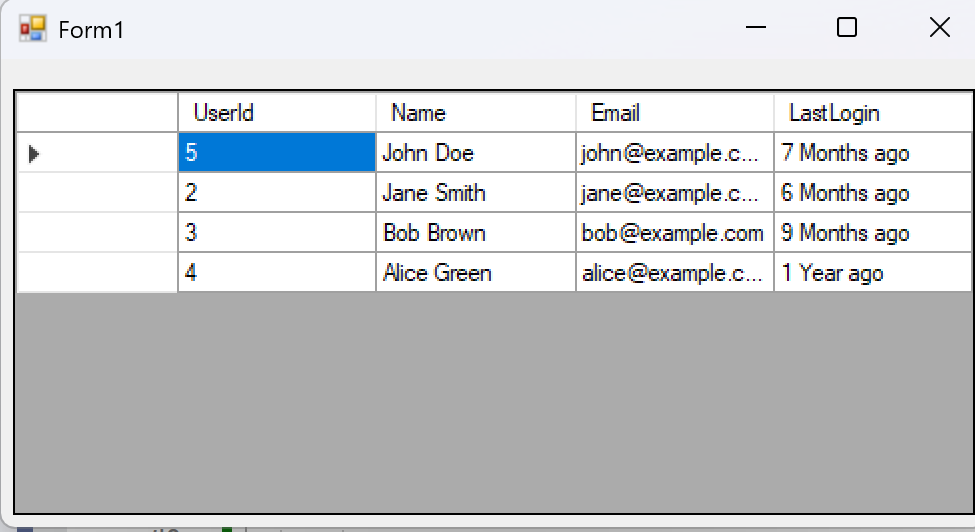 Form1
UserId Name Email LastLogin
5 John Doe john@example.c... 7 Months ago
2 Jane Smith jane@example.c... 6 Months ago
3 Bob Brown bob@example.com 9 Months ago
4 Alice Green alice@example.c... 1 Year ago